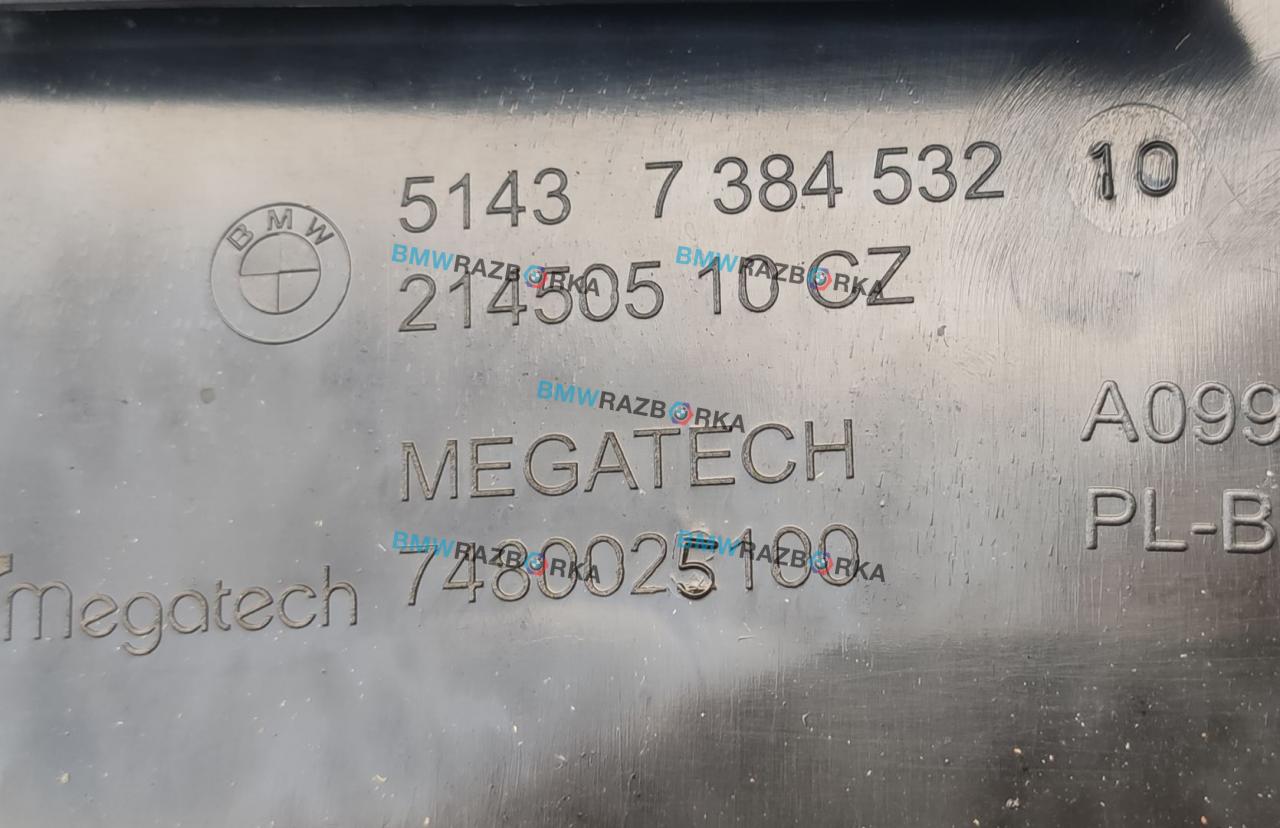 5143 7 384 532 10
BMW
214505 10 CZ
BMWRAZBORKA BMWRAZBORKA
BMWRAZBORKA
A099
MEGATECH
PL-B
BMWRAZBORKA BMWRAZBORKA
7480025100
megatech